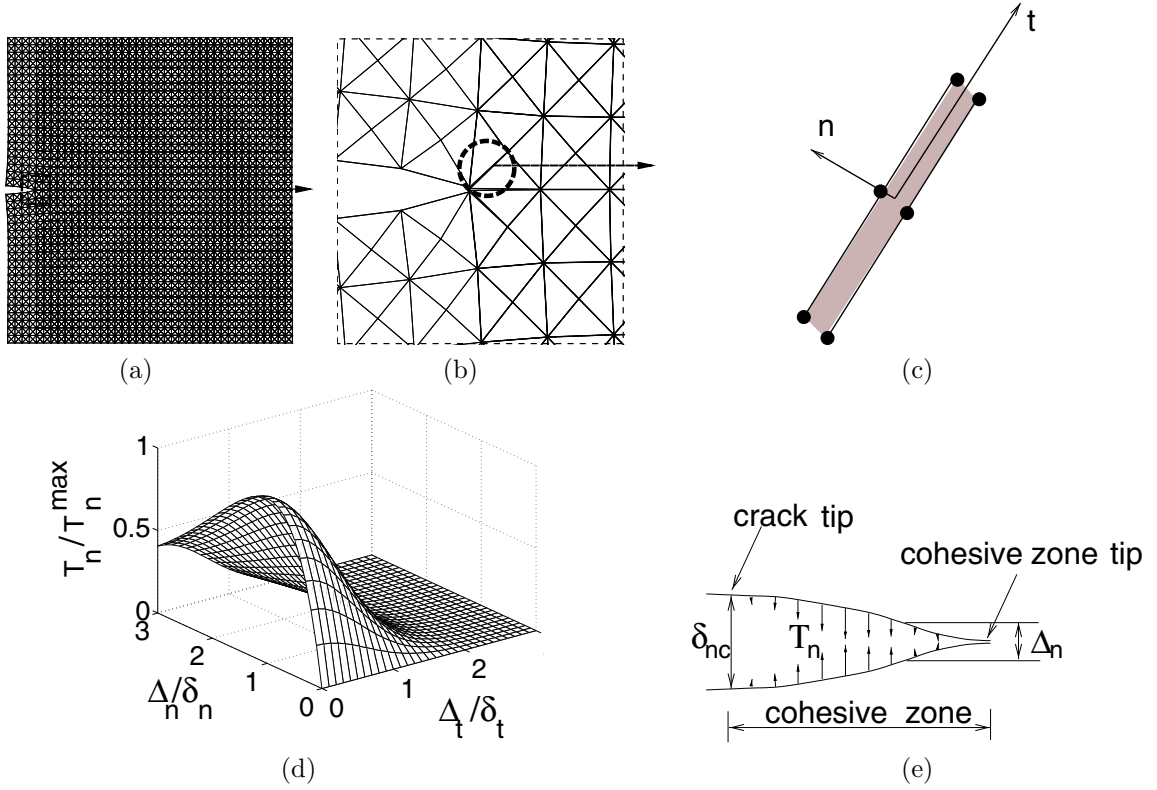 t
n
(a)
(b)
(c)
1
0.5
0
T_n/T_n^max
3
2
1
0
0
1
2
Δ_n/δ_n
Δ_t/δ_t
(d)
crack tip
cohesive zone tip
δ_nc
T_n
Δ_n
cohesive zone
(e)